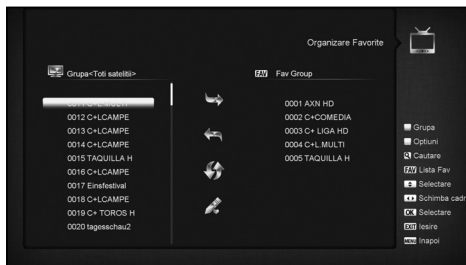 Organizare Favorite
Grupa<Toti satelitii>
0011 C+L.MULTI
0012 C+LCAMPE
0013 C+LCAMPE
0014 C+LCAMPE
0015 TAQUILLA H
0016 C+LCAMPE
0017 Einsfestival
0018 C+LCAMPE
0019 C+ TOROS H
0020 tagesschau2
FAV Fav Group
0001 AXN HD
0002 C+COMEDIA
0003 C+ LIGA HD
0004 C+L.MULTI
0005 TAQUILLA H
Grupa
Optiuni
Cautare
FAV Lista Fav
Selectare
Schimba cadr
OK Selectare
EXIT Iesire
MENU Inapoi